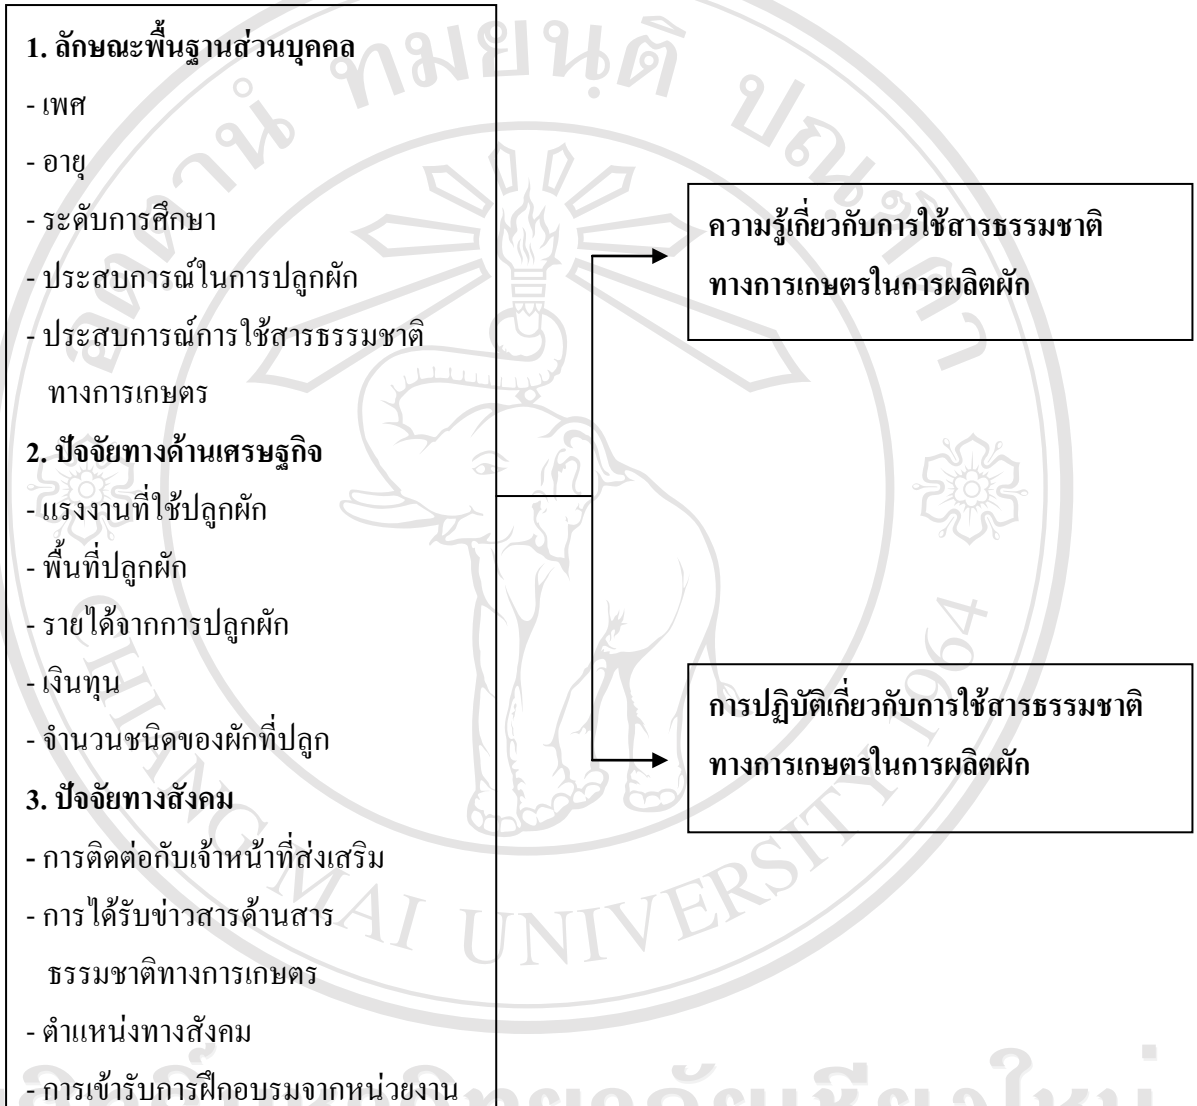 1. ลักษณะพื้นฐานส่วนบุคคล
- เพศ
- อายุ
- ระดับการศึกษา
- ประสบการณ์ในการปลูกผัก
- ประสบการณ์การใช้สารธรรมชาติ
ทางการเกษตร
2. ปัจจัยทางด้านเศรษฐกิจ
- แรงงานที่ใช้ปลูกผัก
- พื้นที่ปลูกผัก
- รายได้จากการปลูกผัก
- เงินทุน
- จำนวนชนิดของผักที่ปลูก
3. ปัจจัยทางสังคม
- การติดต่อกับเจ้าหน้าที่ส่งเสริม
- การได้รับข่าวสารด้านสาร
ธรรมชาติทางการเกษตร
- ตำแหน่งทางสังคม
- การเข้ารับการฝึกอบรมจากหน่วยงาน
ความรู้เกี่ยวกับการใช้สารธรรมชาติ
ทางการเกษตรในการผลิตผัก
การปฏิบัติเกี่ยวกับการใช้สารธรรมชาติ
ทางการเกษตรในการผลิตผัก
อตฺตานํ ทมยนฺติ ปณฺฑิตา
CHIANG MAI UNIVERSITY 1964